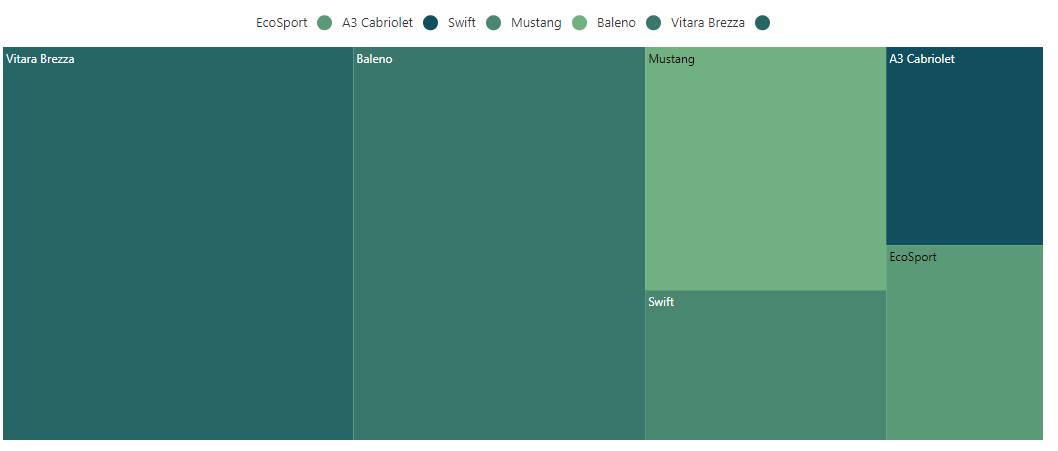 EcoSport A3 Cabriolet Swift Mustang Baleno Vitara Brezza
Vitara Brezza
Baleno
Mustang
A3 Cabriolet
EcoSport
Swift